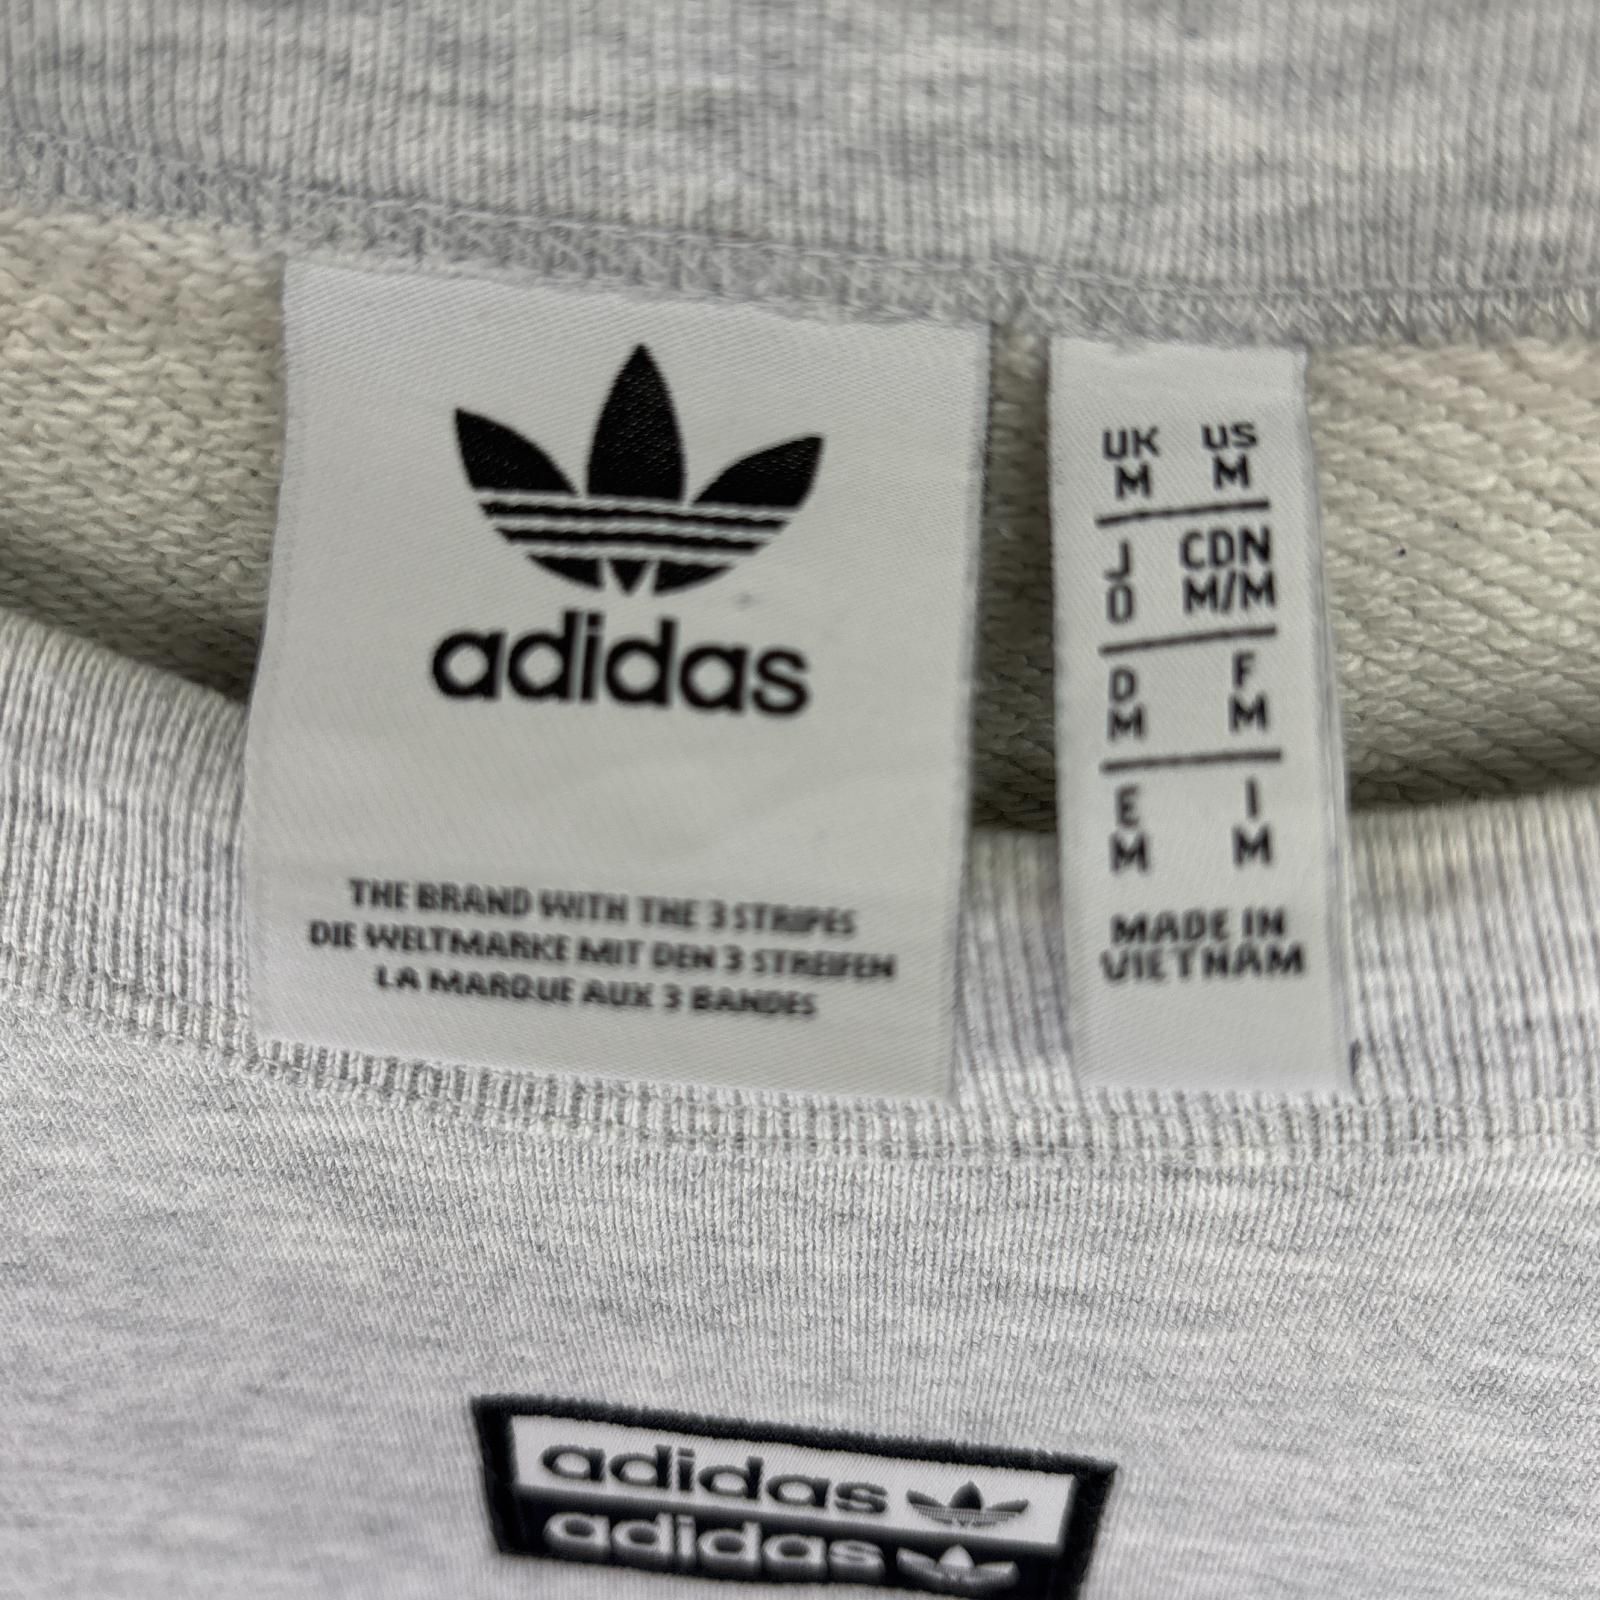 adidas
THE BRAND WITH THE 3 STRIPES
DIE WELTMARKE MIT DEN 3 STREIFEN
LA MARQUE AUX 3 BANDES
UK US
M M
J CDN
O M/M
D F
M M
E I
M M
MADE IN
VIETNAM
adidas
adidas